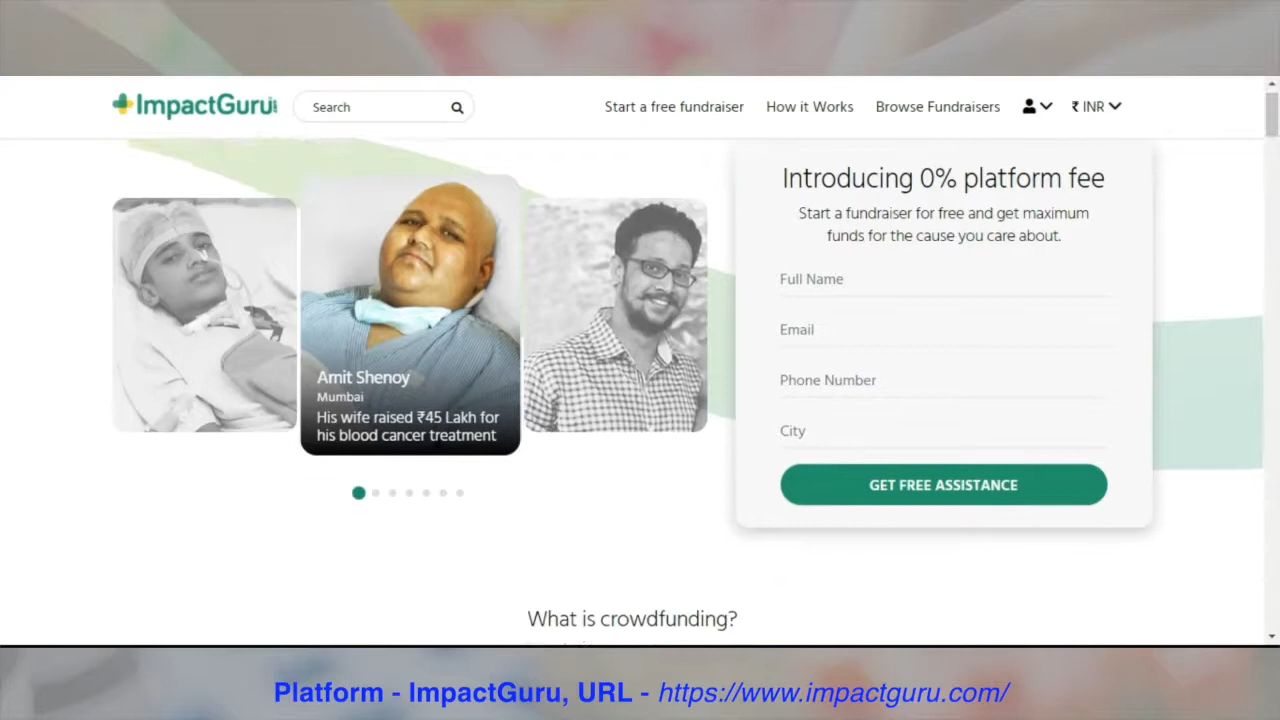 ImpactGuru
Search
Start a free fundraiser
How it Works
Browse Fundraisers
₹ INR
Introducing 0% platform fee
Start a fundraiser for free and get maximum
funds for the cause you care about.
Full Name
Email
Phone Number
City
GET FREE ASSISTANCE
Amit Shenoy
Mumbai
His wife raised ₹45 Lakh for
his blood cancer treatment
What is crowdfunding?
Platform - ImpactGuru, URL - https://www.impactguru.com/